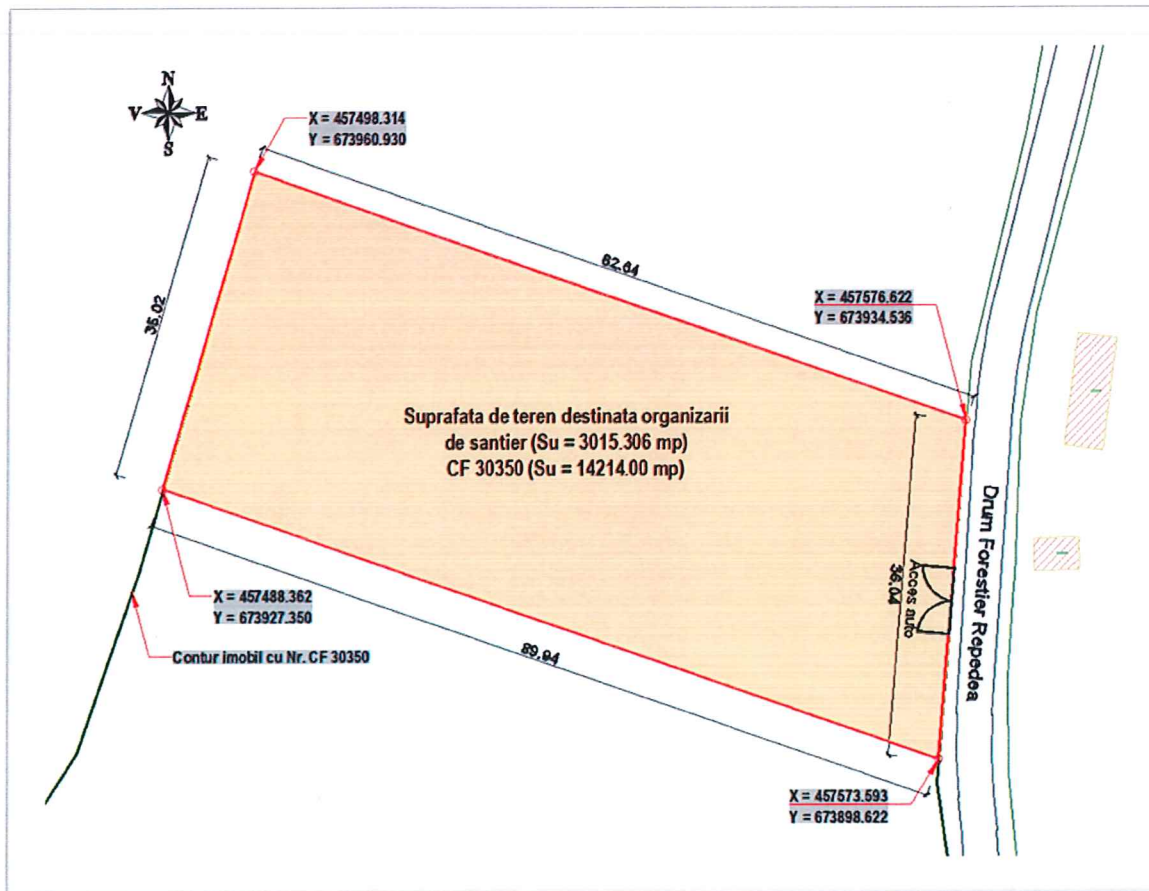 N
V E
S
X = 457498.314
Y = 673960.930
62.64
35.02
X = 457576.622
Y = 673934.536
Suprafata de teren destinata organizarii
de santier (Su = 3015.306 mp)
CF 30350 (Su = 14214.00 mp)
Drum Forestier Repedea
Acces auto
36.04
X = 457488.362
Y = 673927.350
Contur imobil cu Nr. CF 30350
89.94
X = 457573.593
Y = 673898.622